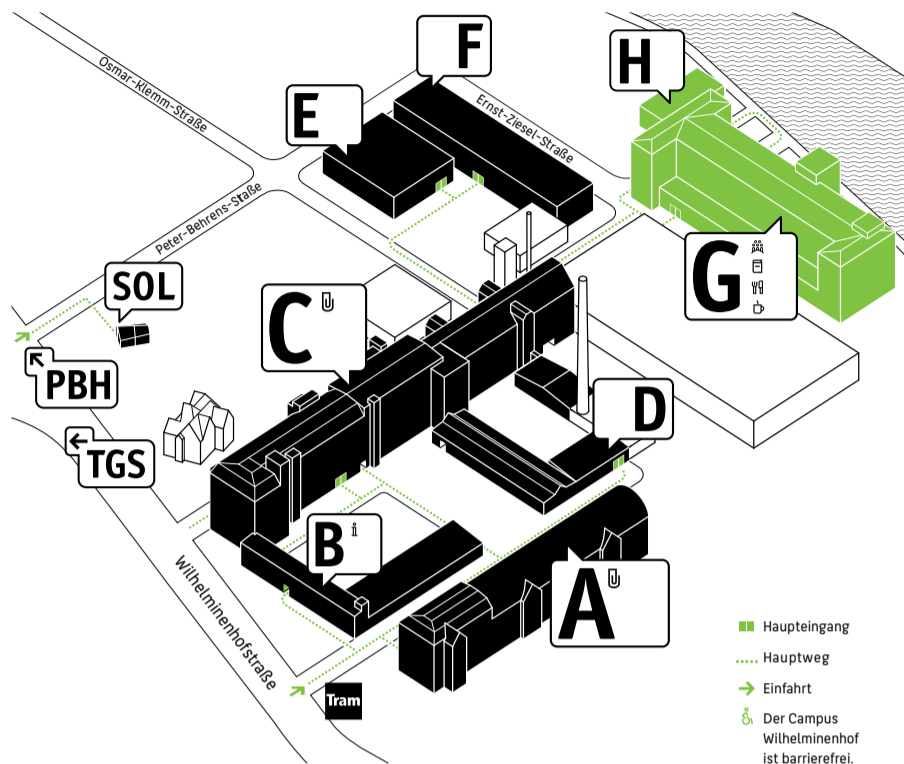 F
H
Osmar-Klemm-Straße
E
Ernst-Ziesel-Straße
Peter-Behrens-Staße
SOL
G
C
PBH
D
TGS
B i
A
Wilhelminenhofstraße
Tram
Haupteingang
Hauptweg
Einfahrt
Der Campus
Wilhelminenhof
ist barrierefrei.